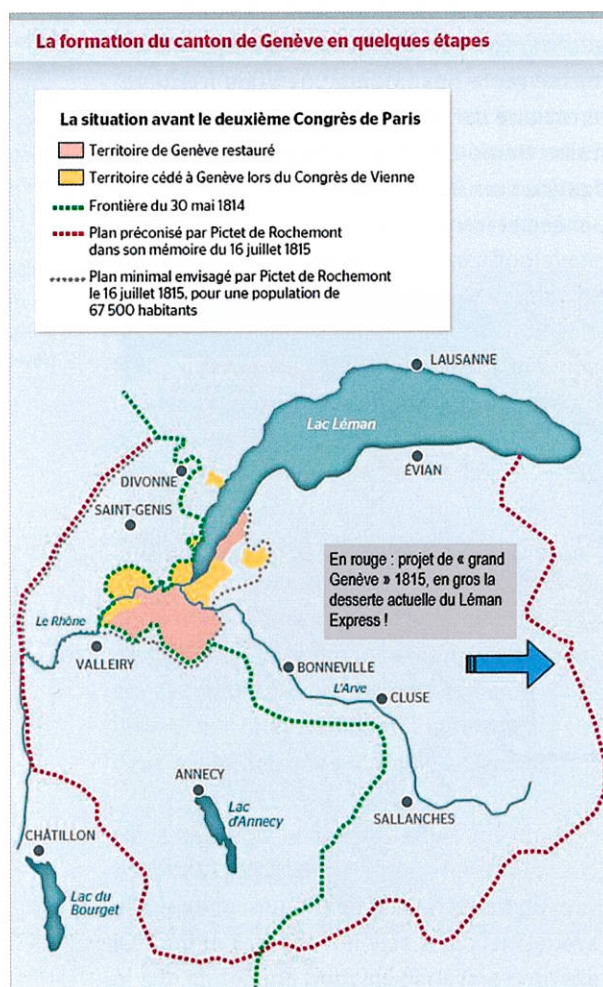 La formation du canton de Genève en quelques étapes
La situation avant le deuxième Congrès de Paris
Territoire de Genève restauré
Territoire cédé à Genève lors du Congrès de Vienne
Frontière du 30 mai 1814
Plan préconisé par Pictet de Rochemont
dans son mémoire du 16 juillet 1815
Plan minimal envisagé par Pictet de Rochemont
le 16 juillet 1815, pour une population de
67 500 habitants
LAUSANNE
Lac Léman
DIVONNE
ÉVIAN
SAINT-GENIS
En rouge : projet de « grand
Genève » 1815, en gros la
desserte actuelle du Léman
Express !
Le Rhône
VALLEIRY
BONNEVILLE
L'Arve
CLUSE
ANNECY
SALLANCHES
Lac
d'Annecy
CHÂTILLON
Lac du
Bourget